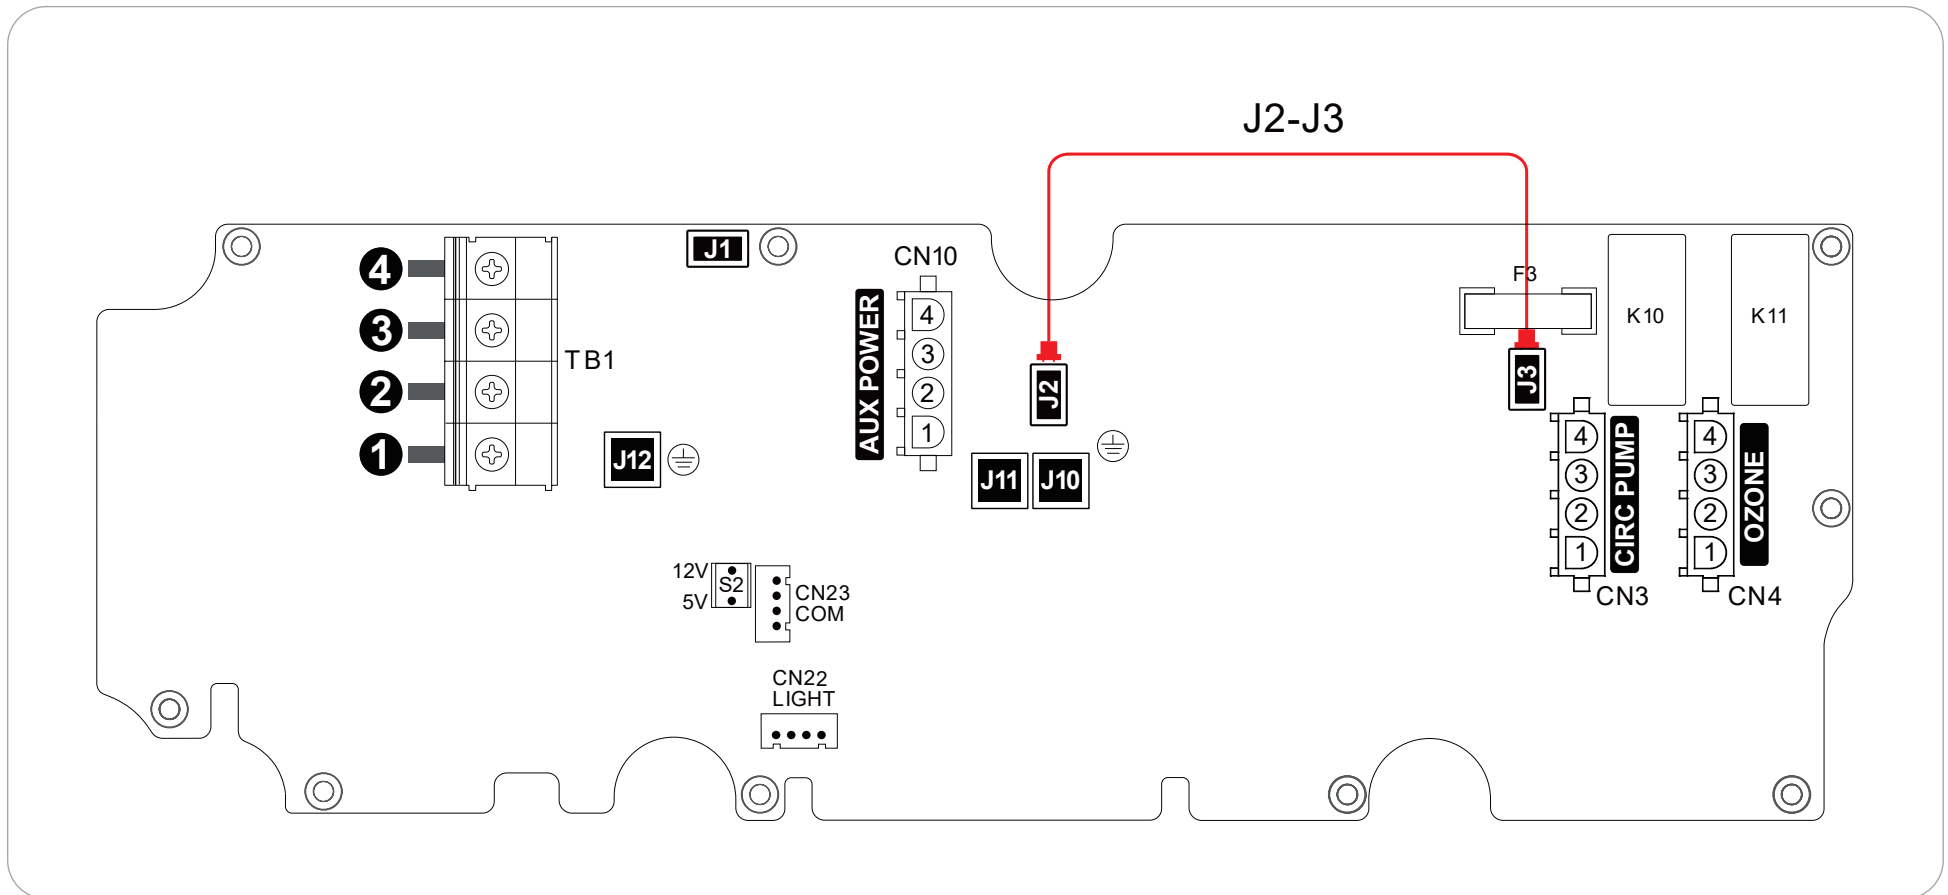 J2-J3
J1
CN10
4
3
2
1
TB1
AUX POWER
4
3
2
1
J2
F3
K10
K11
J3
J12
J11
J10
CIRC PUMP
4
3
2
1
CN3
OZONE
4
3
2
1
CN4
12V
S2
5V
CN23
COM
CN22
LIGHT